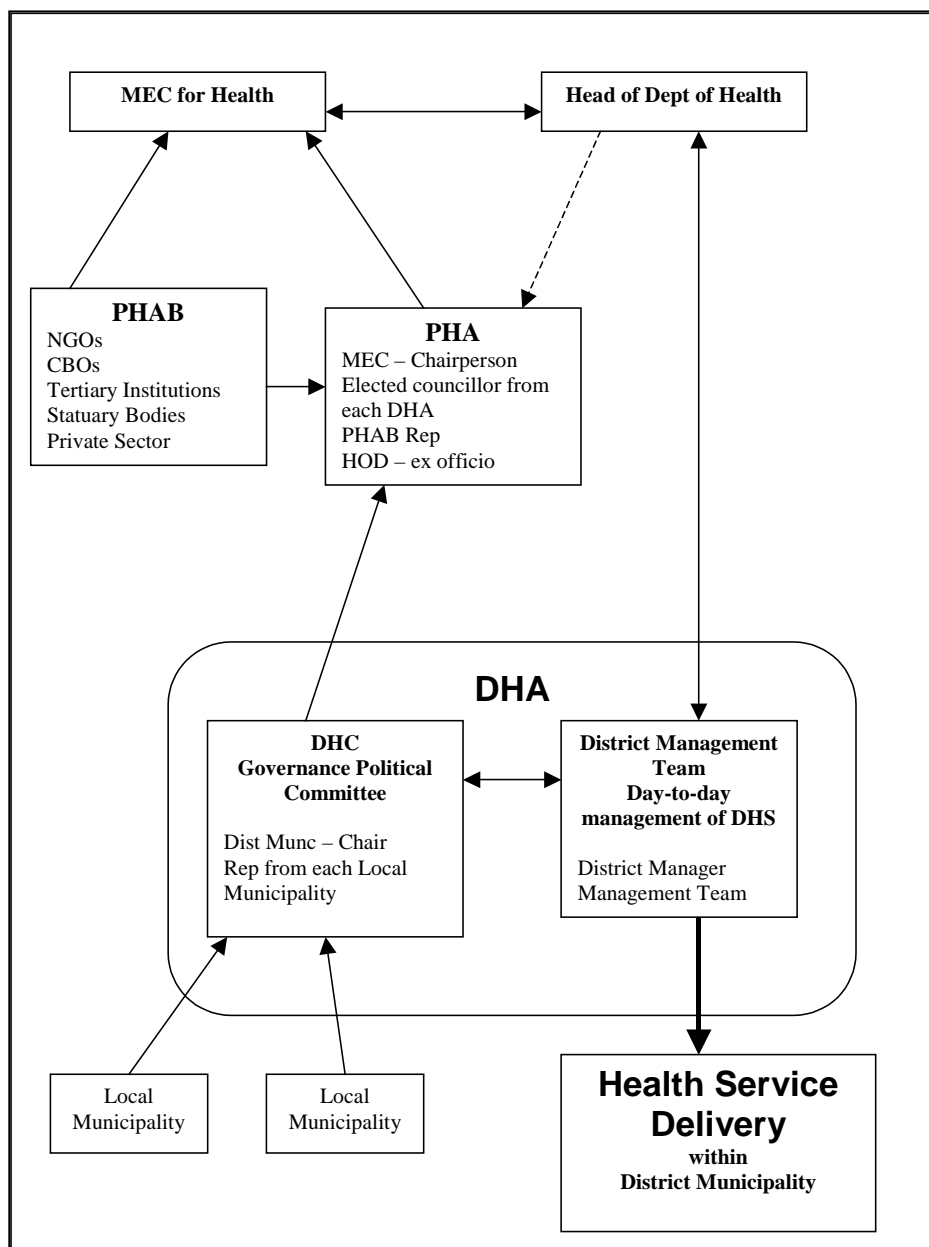 MEC for Health
Head of Dept of Health
PHAB
NGOs
CBOs
Tertiary Institutions
Statuary Bodies
Private Sector
PHA
MEC – Chairperson
Elected councillor from
each DHA
PHAB Rep
HOD – ex officio
DHA
DHC
Governance Political
Committee
Dist Munc – Chair
Rep from each Local
Municipality
District Management
Team
Day-to-day
management of DHS
District Manager
Management Team
Local
Municipality
Local
Municipality
Health Service
Delivery
within
District Municipality